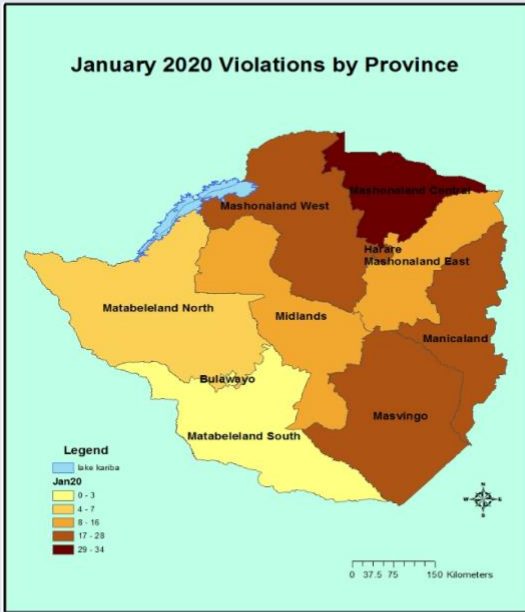 January 2020 Violations by Province
Mashonaland Central
Mashonaland West
Harare
Mashonaland East
Matabeleland North
Midlands
Manicaland
Bulawayo
Masvingo
Matabeleland South
Legend
lake kariba
Jan20
0 - 3
4 - 7
8 - 16
17 - 28
29 - 34
N
W E
S
0 37.5 75 150 Kilometers